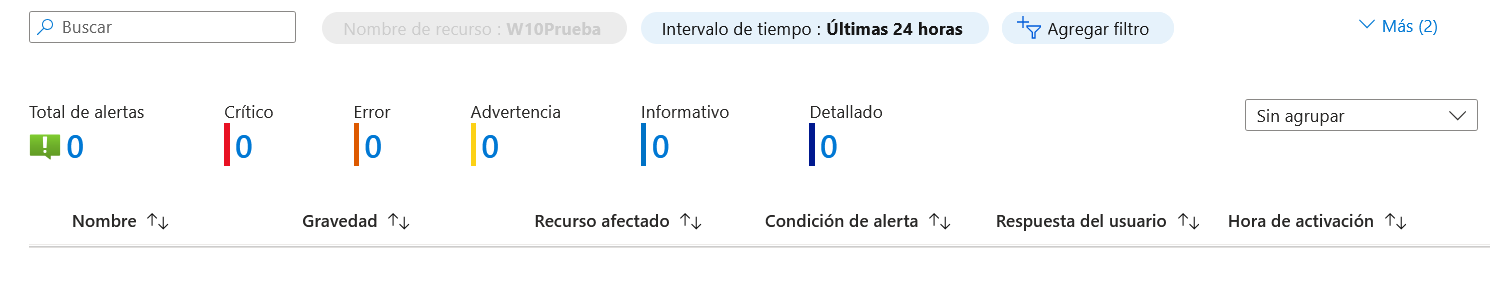 Buscar
Nombre de recurso : W10Prueba
Intervalo de tiempo : Últimas 24 horas
Agregar filtro
Más (2)
Total de alertas
0
Crítico
0
Error
0
Advertencia
0
Informativo
0
Detallado
0
Sin agrupar
Nombre
Gravedad
Recurso afectado
Condición de alerta
Respuesta del usuario
Hora de activación